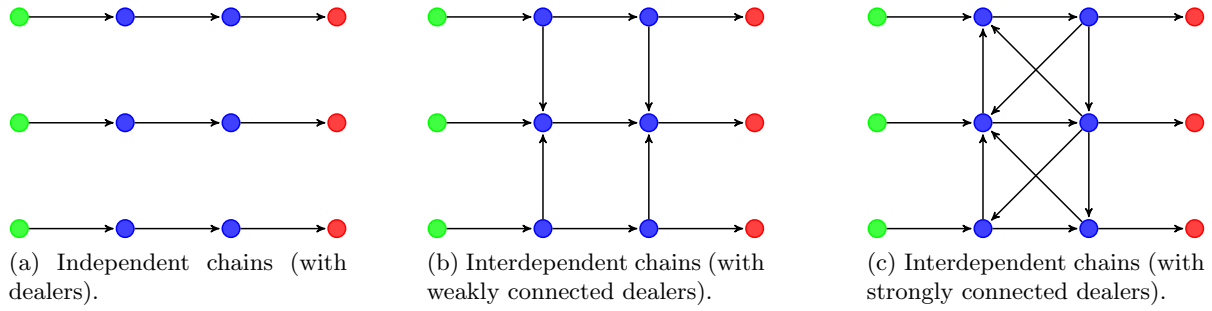 (a) Independent chains (with
dealers).
(b) Interdependent chains (with
weakly connected dealers).
(c) Interdependent chains (with
strongly connected dealers).